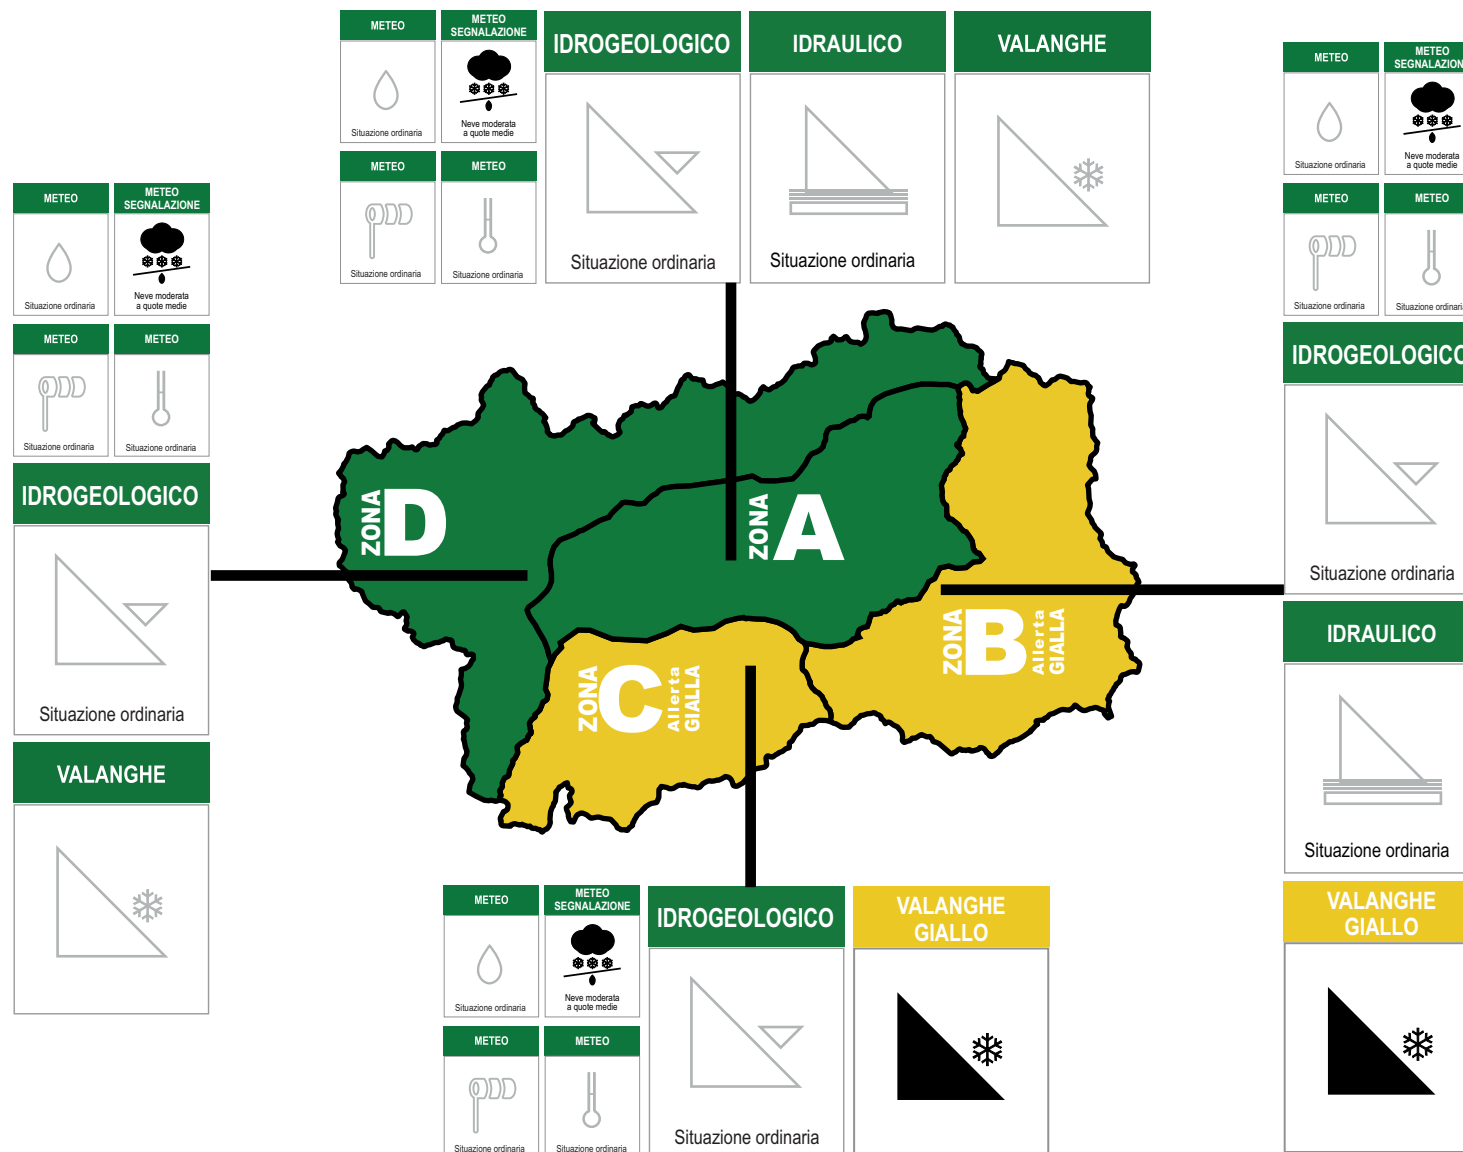 METEO
METEO
SEGNALAZIONE
Situazione ordinaria
Neve moderata
a quote medie
METEO
METEO
Situazione ordinaria
Situazione ordinaria
IDROGEOLOGICO
Situazione ordinaria
IDRAULICO
Situazione ordinaria
VALANGHE
METEO
METEO
SEGNALAZIONE
Situazione ordinaria
Neve moderata
a quote medie
METEO
METEO
Situazione ordinaria
Situazione ordinaria
IDROGEOLOGICO
Situazione ordinaria
VALANGHE
ZONA D
ZONA A
ZONA B
Allerta
GIALLA
ZONA C
Allerta
GIALLA
METEO
METEO
SEGNALAZION
Situazione ordinaria
Neve moderata
a quote medie
METEO
METEO
Situazione ordinaria
Situazione ordinari
IDROGEOLOGICO
Situazione ordinaria
IDRAULICO
Situazione ordinaria
VALANGHE
GIALLO
METEO
METEO
SEGNALAZIONE
Situazione ordinaria
Neve moderata
a quote medie
METEO
METEO
Situazione ordinaria
Situazione ordinaria
IDROGEOLOGICO
Situazione ordinaria
VALANGHE
GIALLO